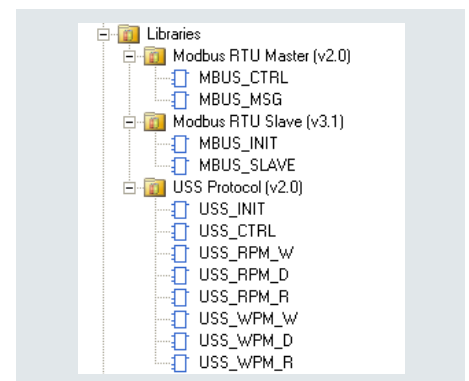 Libraries
Modbus RTU Master (v2.0)
MBUS_CTRL
MBUS_MSG
Modbus RTU Slave (v3.1)
MBUS_INIT
MBUS_SLAVE
USS Protocol (v2.0)
USS_INIT
USS_CTRL
USS_RPM_W
USS_RPM_D
USS_RPM_R
USS_WPM_W
USS_WPM_D
USS_WPM_R